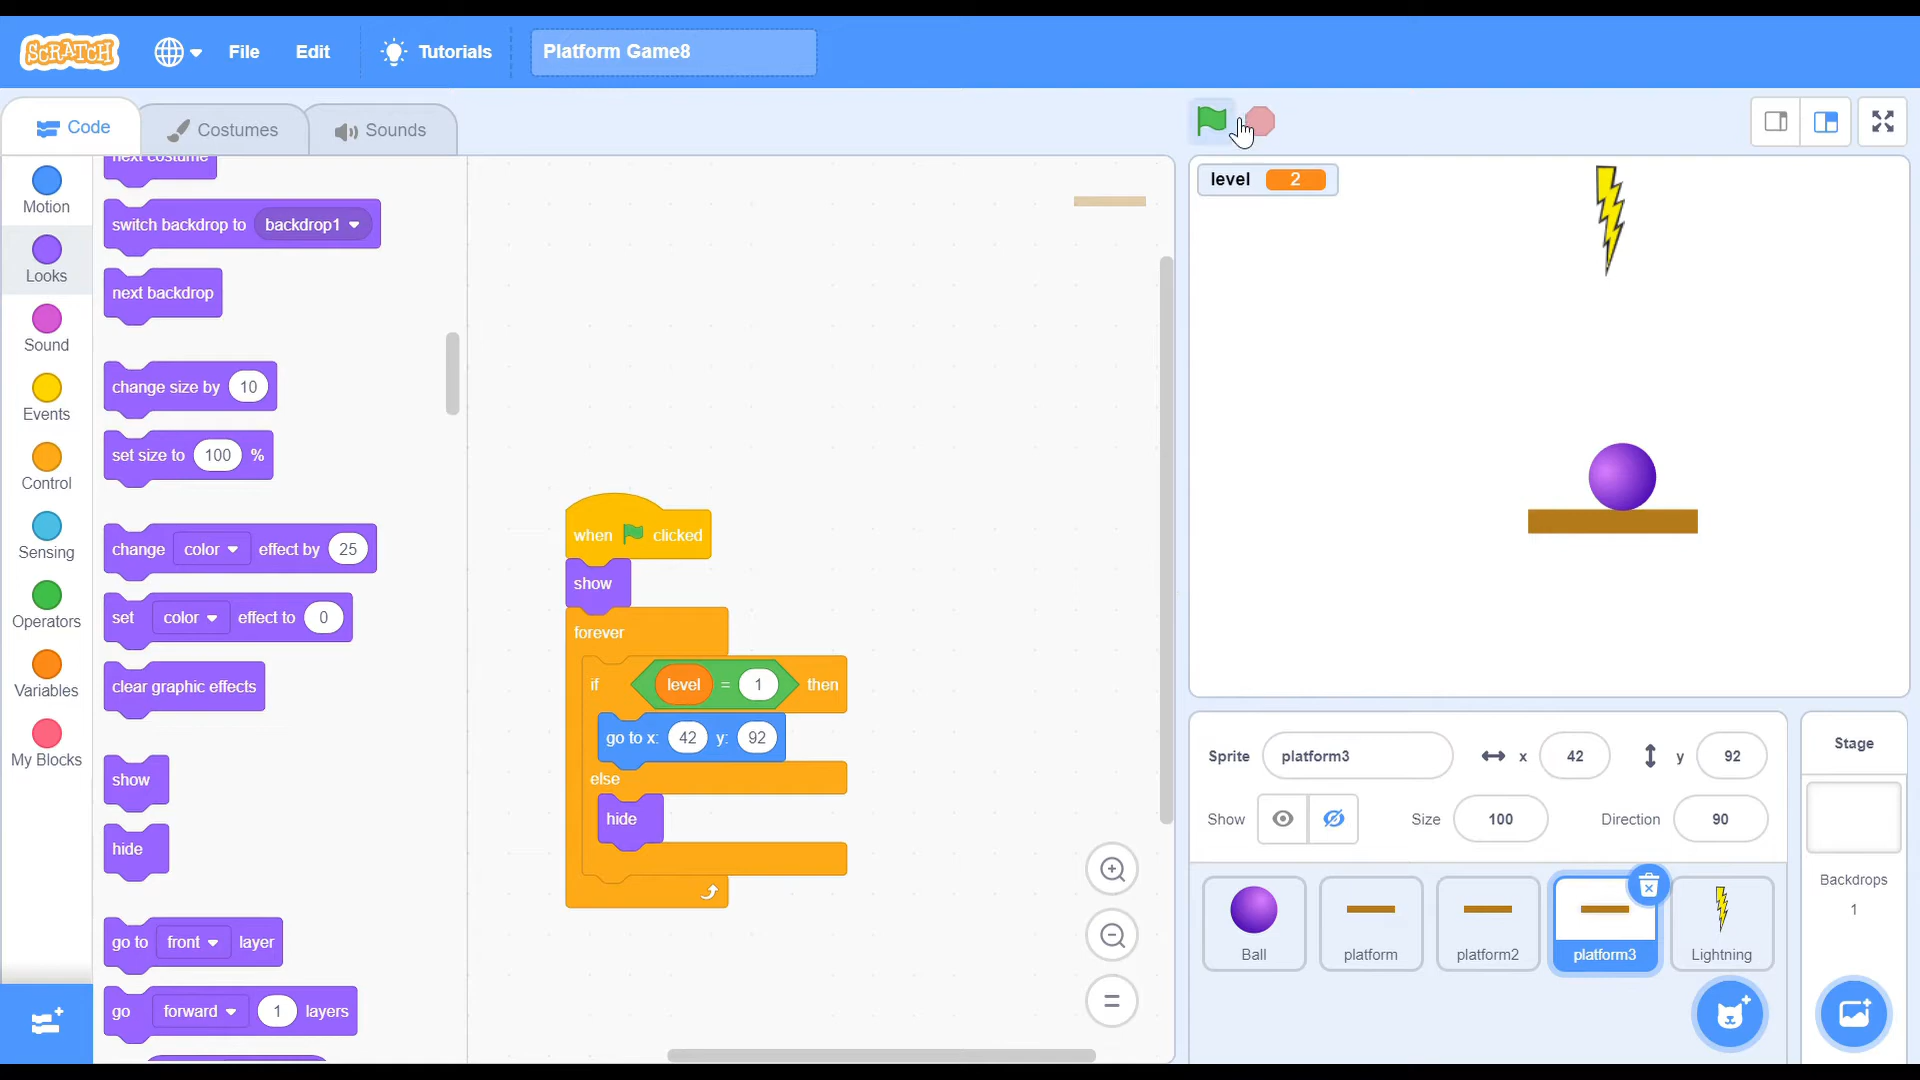 SCRATCH File Edit Tutorials Platform Game8
Code Costumes Sounds
Motion
Looks
Sound
Events
Control
Sensing
Operators
Variables
My Blocks
next costume
switch backdrop to backdrop1
next backdrop
change size by 10
set size to 100 %
change color effect by 25
set color effect to 0
clear graphic effects
show
hide
go to front layer
go forward 1 layers
when clicked
show
forever
if level = 1 then
go to x: 42 y: 92
else
hide
level 2
Sprite platform3 x 42 y 92
Show Size 100 Direction 90
Ball platform platform2 platform3 Lightning
Stage
Backdrops
1